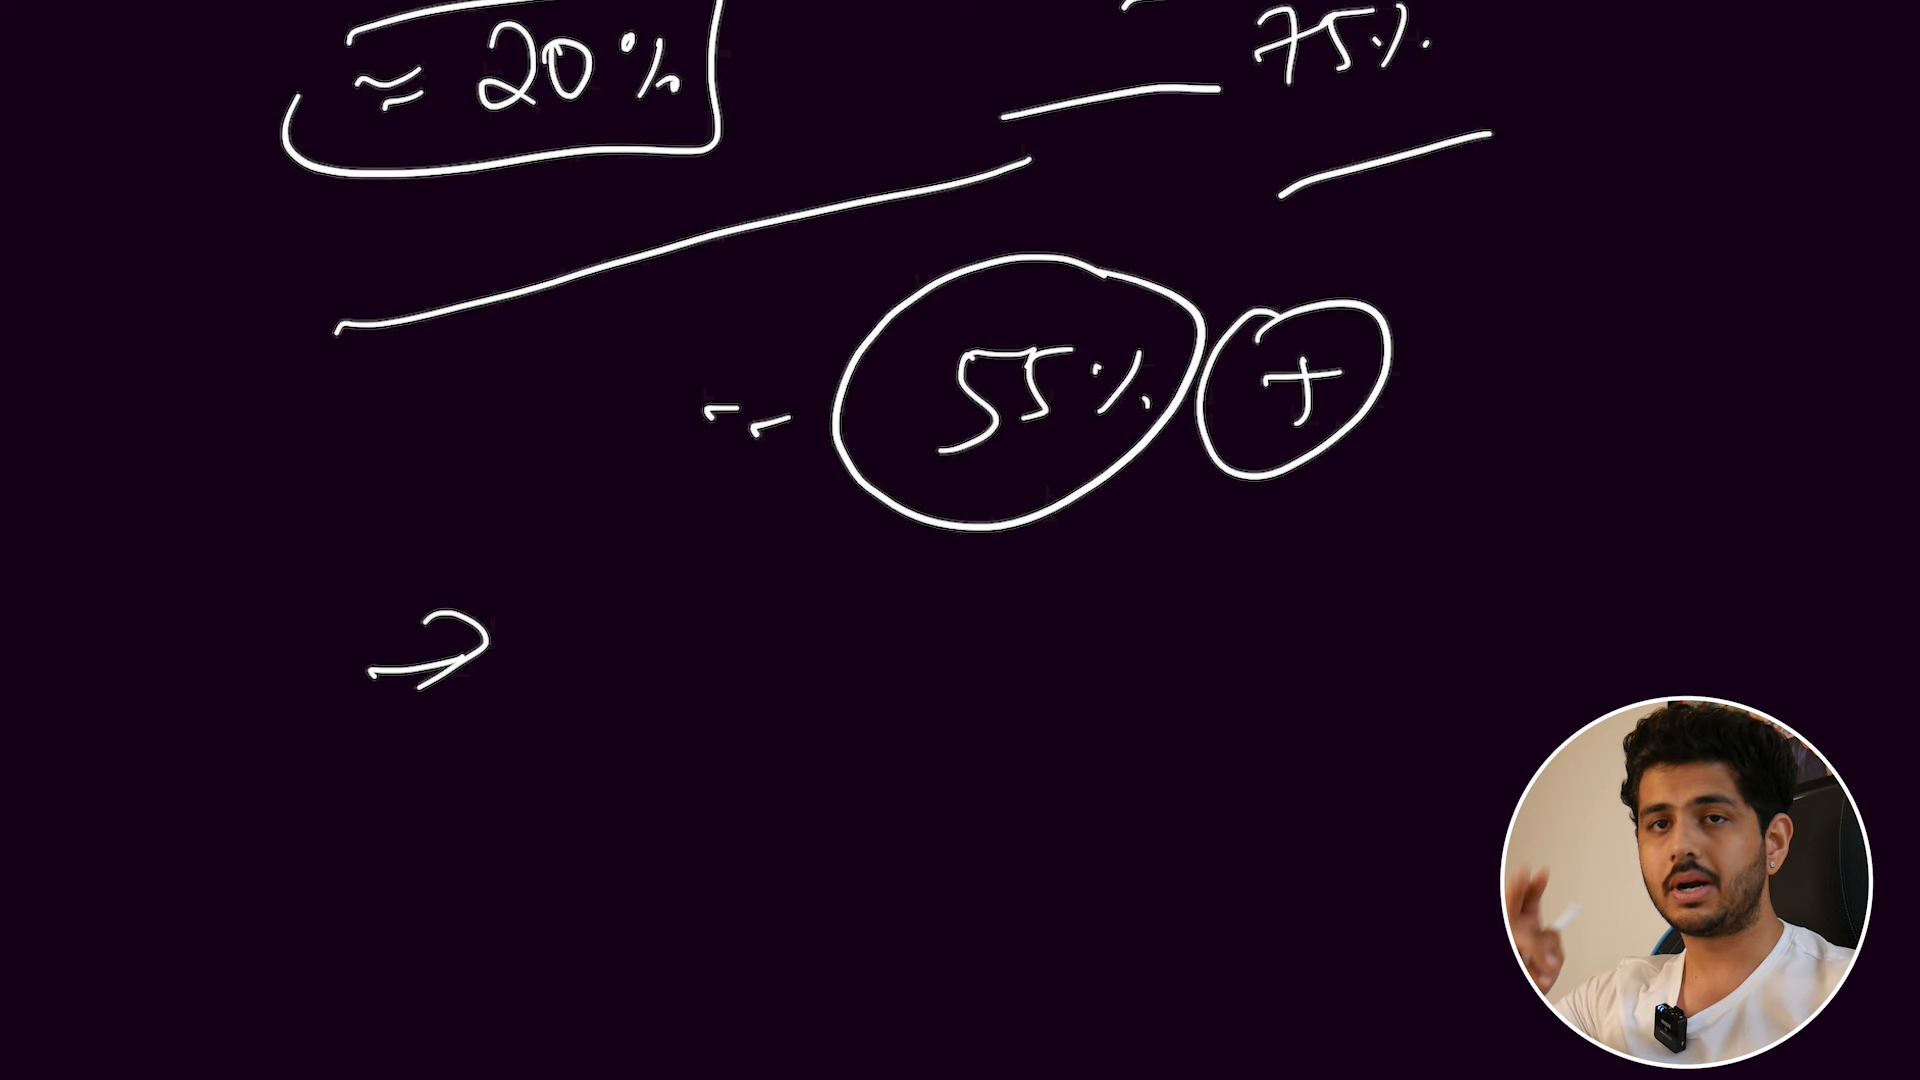 ≈ 20%
75%
-- 55% +
→